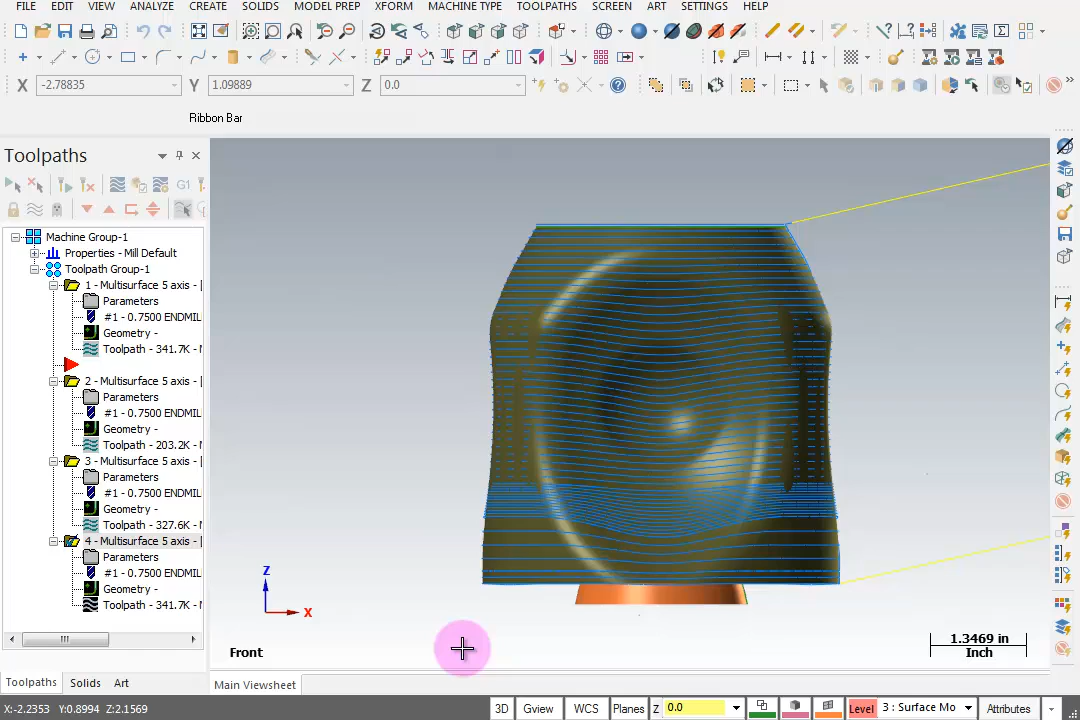 FILE EDIT VIEW ANALYZE CREATE SOLIDS MODEL PREP XFORM MACHINE TYPE TOOLPATHS SCREEN ART SETTINGS HELP
X -2.78835 Y 1.09889 Z 0.0
Ribbon Bar
Toolpaths
G1
Machine Group-1
Properties - Mill Default
Toolpath Group-1
1 - Multisurface 5 axis -
Parameters
#1 - 0.7500 ENDMIL
Geometry -
Toolpath - 341.7K -
2 - Multisurface 5 axis -
Parameters
#1 - 0.7500 ENDMIL
Geometry -
Toolpath - 203.2K -
3 - Multisurface 5 axis -
Parameters
#1 - 0.7500 ENDMIL
Geometry -
Toolpath - 327.6K -
4 - Multisurface 5 axis -
Parameters
#1 - 0.7500 ENDMIL
Geometry -
Toolpath - 341.7K -
Z
X
Front
1.3469 in
Inch
Toolpaths Solids Art
Main Viewsheet
X:-2.2353 Y:0.8994 Z:2.1569 3D Gview WCS Planes Z 0.0 Level 3 : Surface Mo Attributes